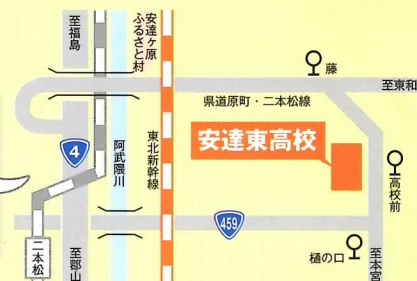 至福島
安達ヶ原
ふるさと村
藤
至東和
県道原町・二本松線
安達東高校
4
阿武隈川
東北新幹線
高校前
459
樋の口
二本松
至郡山
至本宮